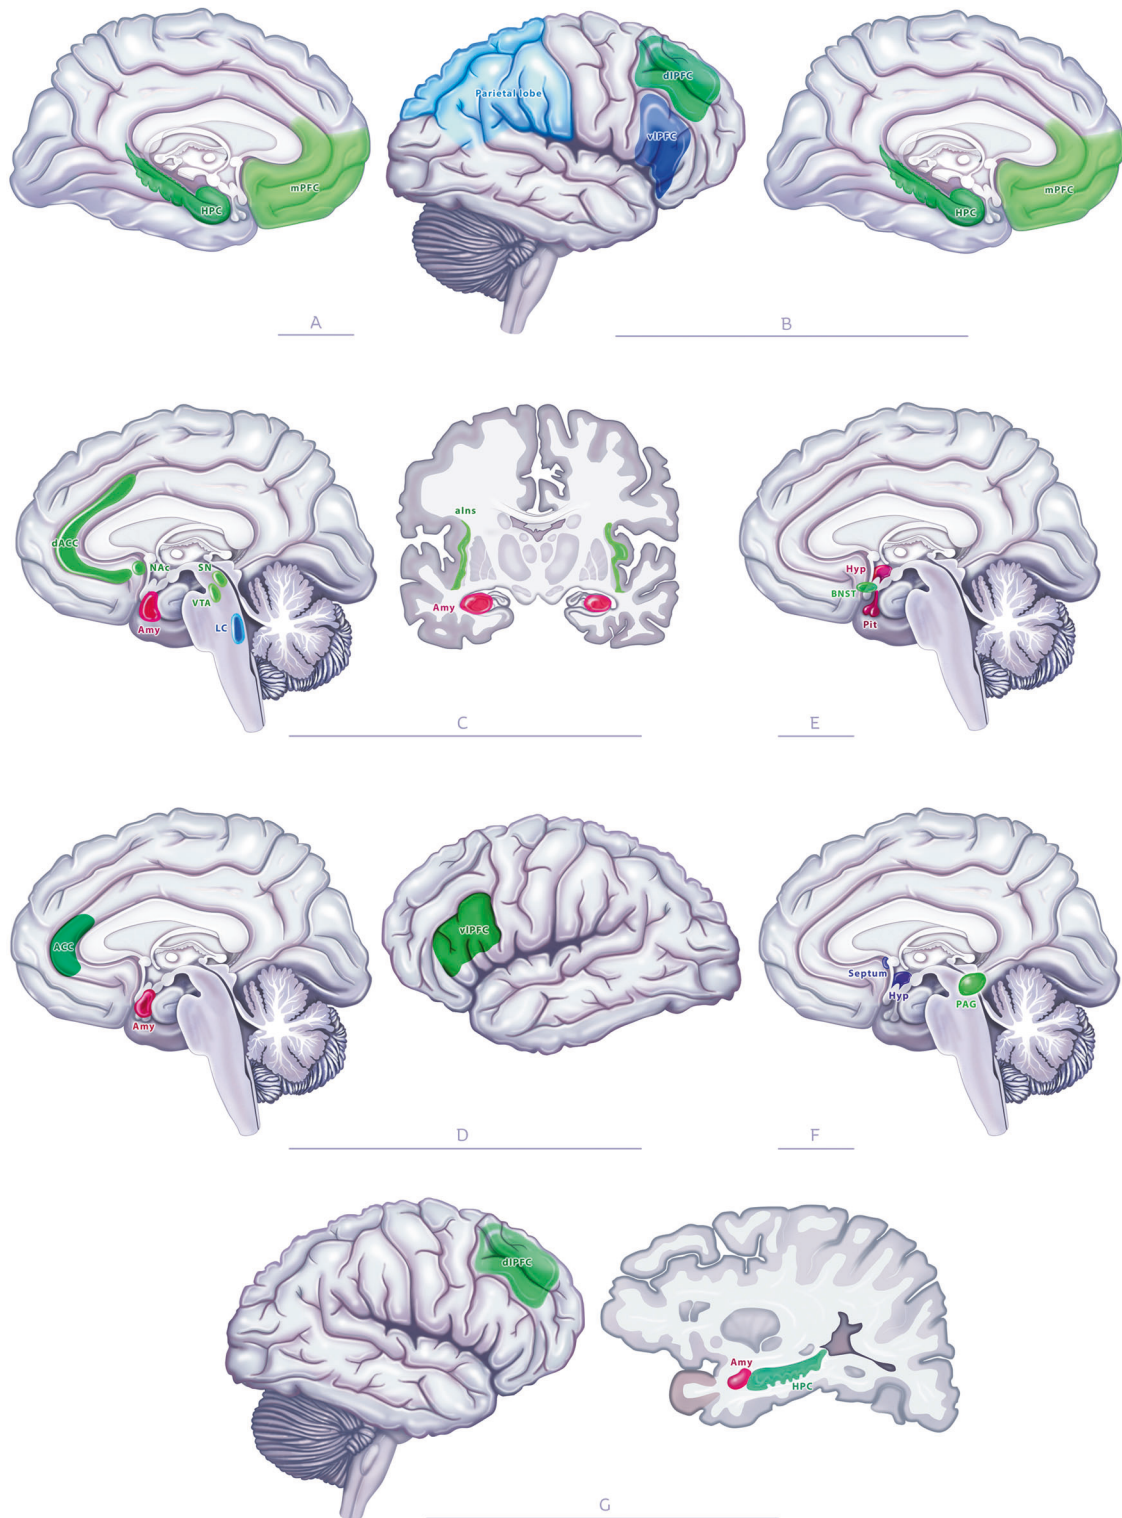 Parietal lobe
dlPFC
vlPFC
mPFC
HPC
mPFC
HPC
A
B
aIns
dACC
NAc
SN
VTA
Amy
LC
Amy
Hyp
BNST
Pit
C
E
ACC
Amy
vlPFC
Septum
Hyp
PAG
D
F
dlPFC
Amy
HPC
G